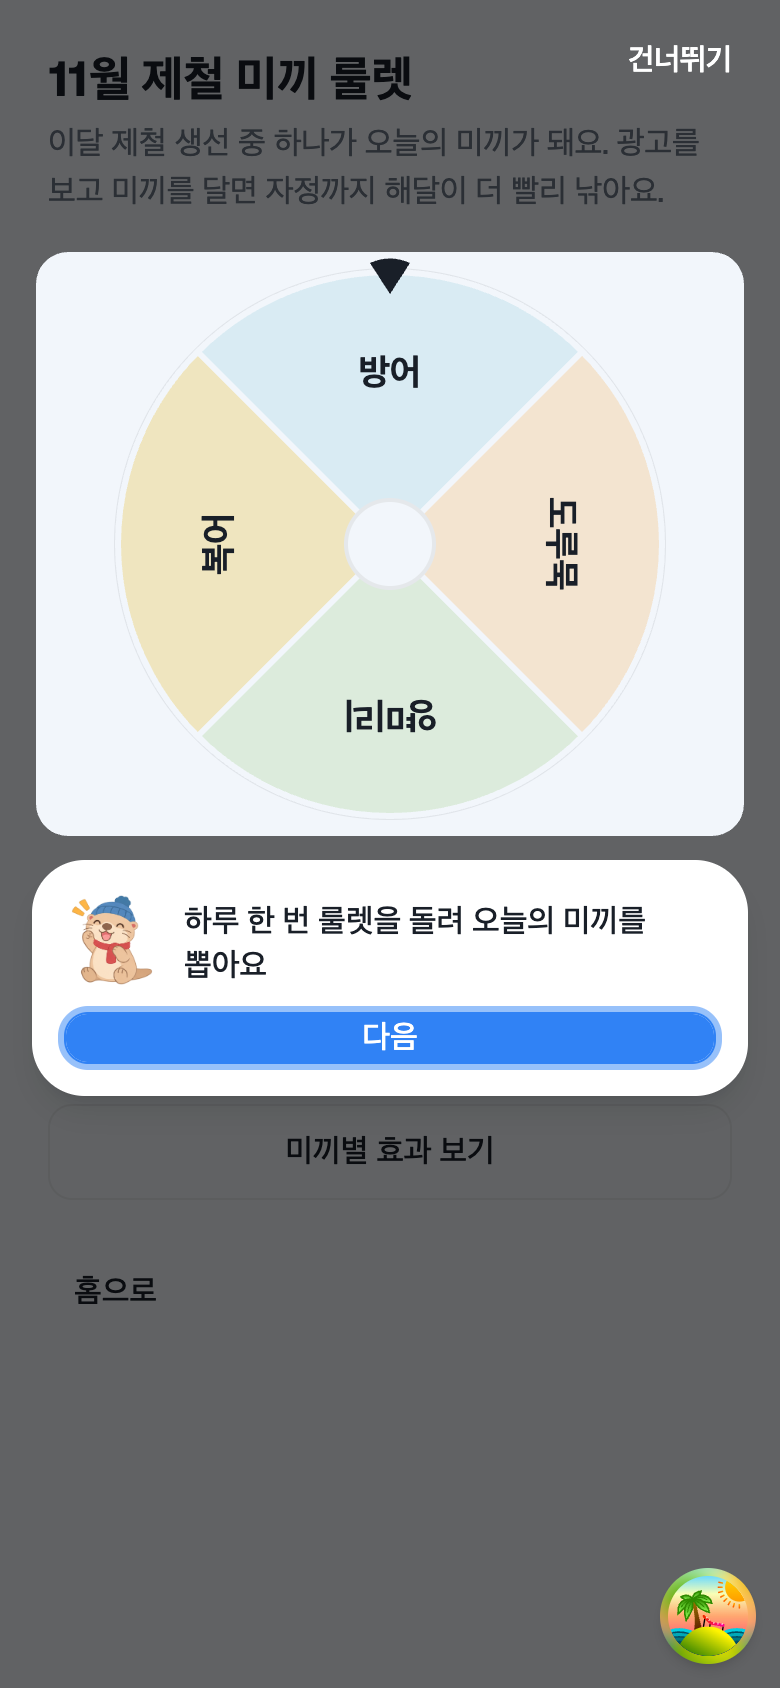 11월 제철 미끼 룰렛
건너뛰기
이달 제철 생선 중 하나가 오늘의 미끼가 돼요. 광고를
보고 미끼를 달면 자정까지 해달이 더 빨리 낚아요.
방어
복어
도루묵
양미리
하루 한 번 룰렛을 돌려 오늘의 미끼를
뽑아요
다음
미끼별 효과 보기
홈으로